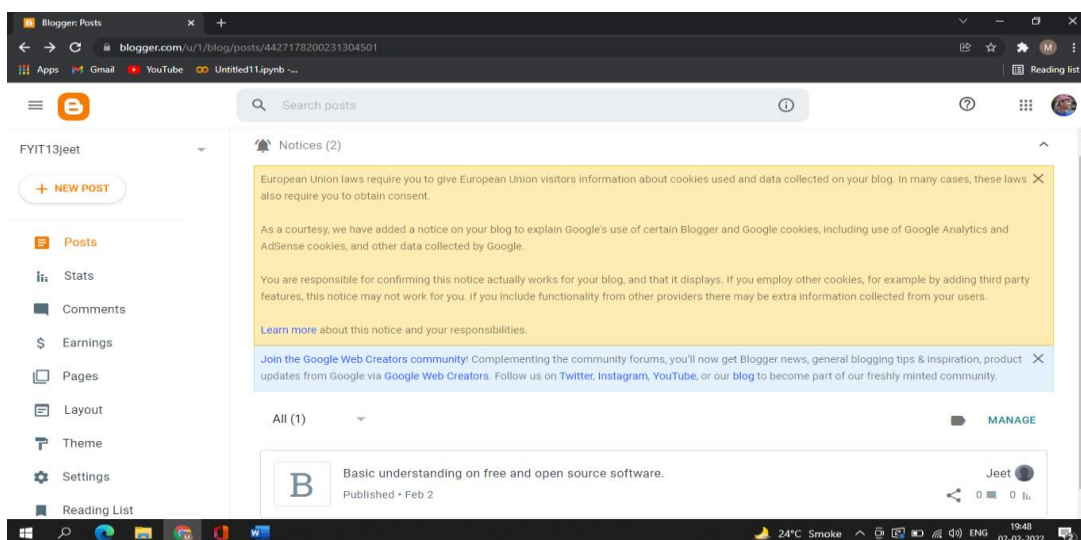 Blogger: Posts
blogger.com/u/1/blog/posts/4427178200231304501
Apps Gmail YouTube Untitled11.ipynb -... Reading list
Search posts
FYIT13jeet
Notices (2)
NEW POST
European Union laws require you to give European Union visitors information about cookies used and data collected on your blog. In many cases, these laws
also require you to obtain consent.
As a courtesy, we have added a notice on your blog to explain Google's use of certain Blogger and Google cookies, including use of Google Analytics and
AdSense cookies, and other data collected by Google.
You are responsible for confirming this notice actually works for your blog, and that it displays. If you employ other cookies, for example by adding third party
features, this notice may not work for you. If you include functionality from other providers there may be extra information collected from your users.
Learn more about this notice and your responsibilities.
Join the Google Web Creators community! Complementing the community forums, you'll now get Blogger news, general blogging tips & inspiration, product
updates from Google via Google Web Creators. Follow us on Twitter, Instagram, YouTube, or our blog to become part of our freshly minted community.
Posts
Stats
Comments
Earnings
Pages
Layout
Theme
Settings
Reading List
All (1) MANAGE
B Basic understanding on free and open source software. Jeet
Published • Feb 2 0 0
24°C Smoke ENG 19:48
02-02-2022